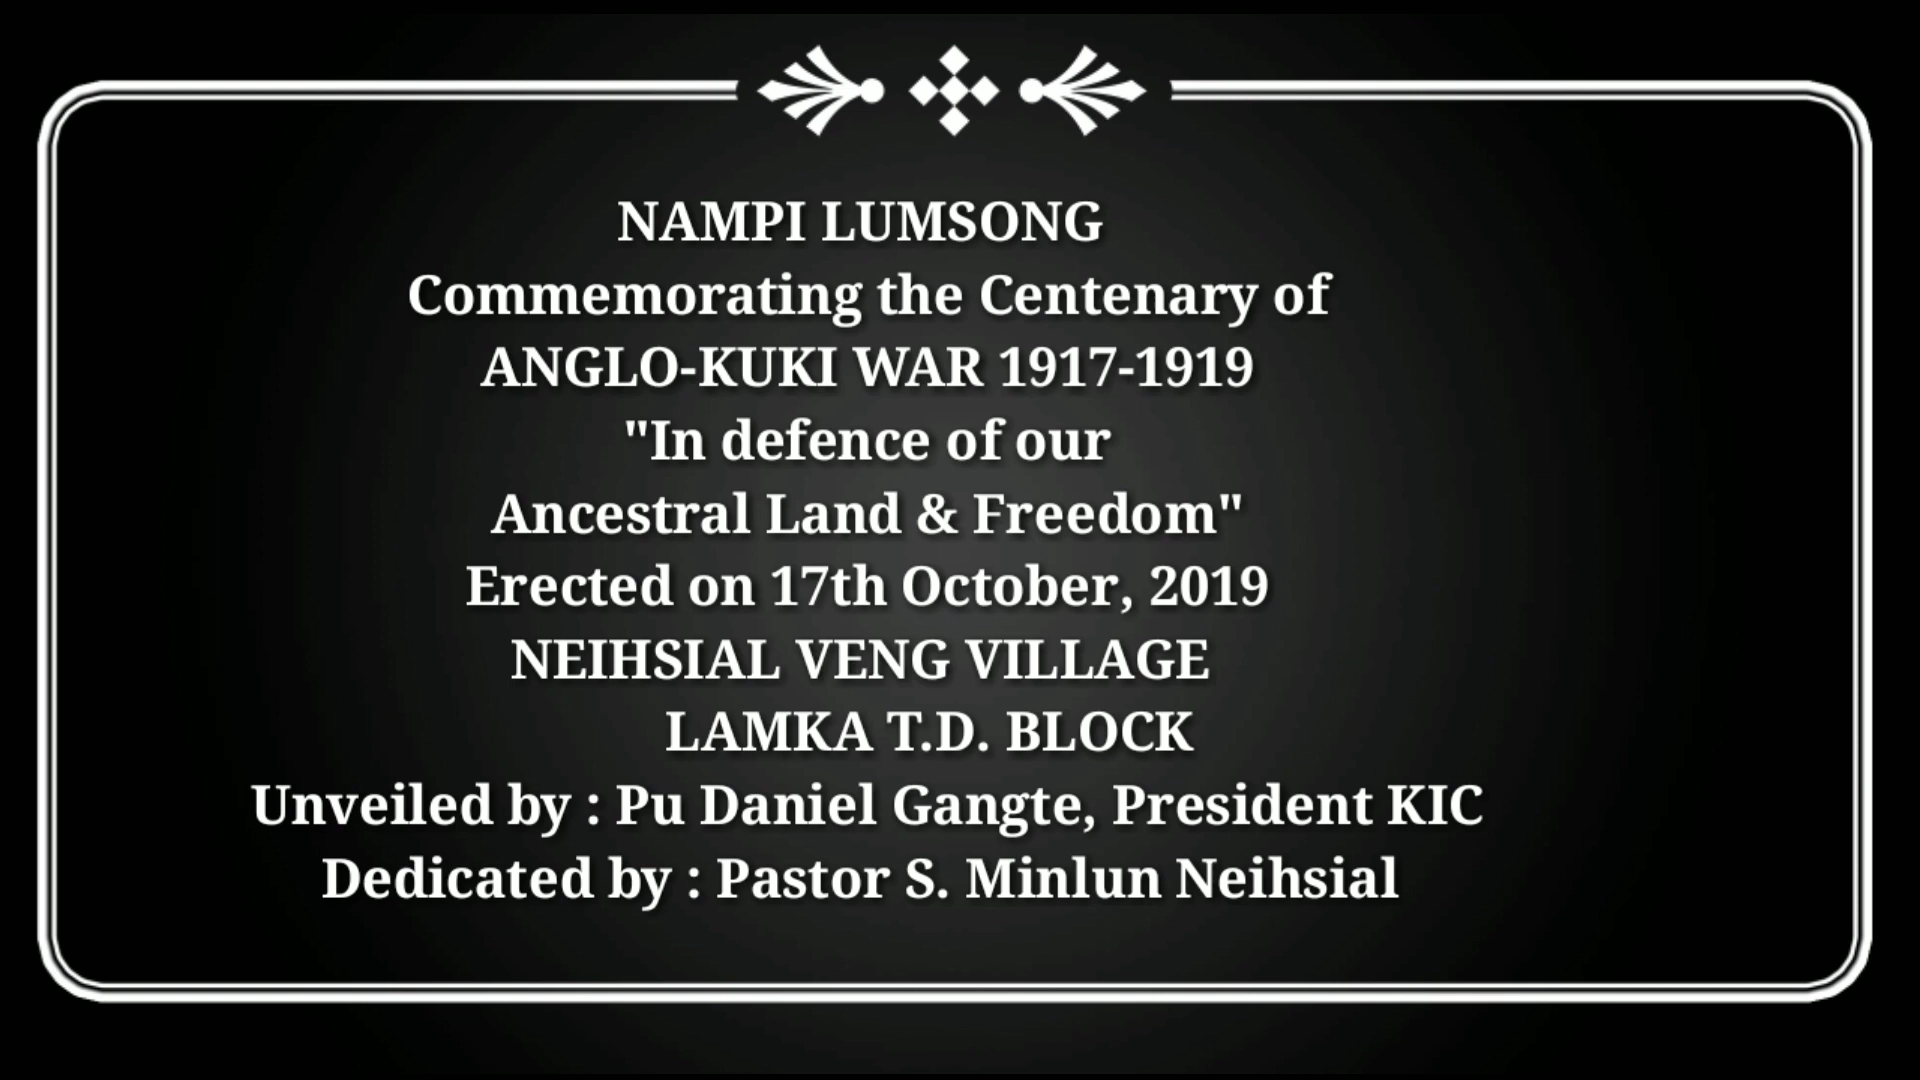 NAMPI LUMSONG
Commemorating the Centenary of
ANGLO-KUKI WAR 1917-1919
"In defence of our
Ancestral Land & Freedom"
Erected on 17th October, 2019
NEIHSIAL VENG VILLAGE
LAMKA T.D. BLOCK
Unveiled by : Pu Daniel Gangte, President KIC
Dedicated by : Pastor S. Minlun Neihsial